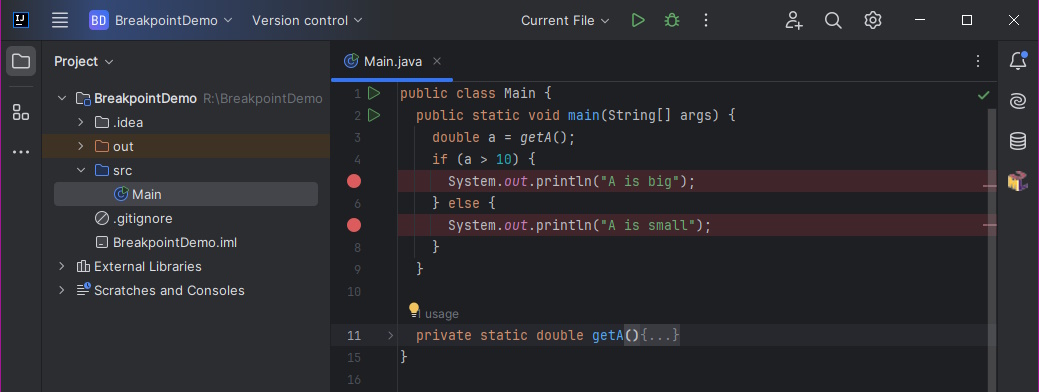 IJ BD BreakpointDemo Version control Current File
Project
Main.java
BreakpointDemo R:\BreakpointDemo
.idea
out
src
Main
.gitignore
BreakpointDemo.iml
External Libraries
Scratches and Consoles
1 public class Main {
2 public static void main(String[] args) {
3 double a = getA();
4 if (a > 10) {
System.out.println("A is big");
6 } else {
System.out.println("A is small");
8 }
9 }
10
1 usage
11 private static double getA(){...}
15 }
16